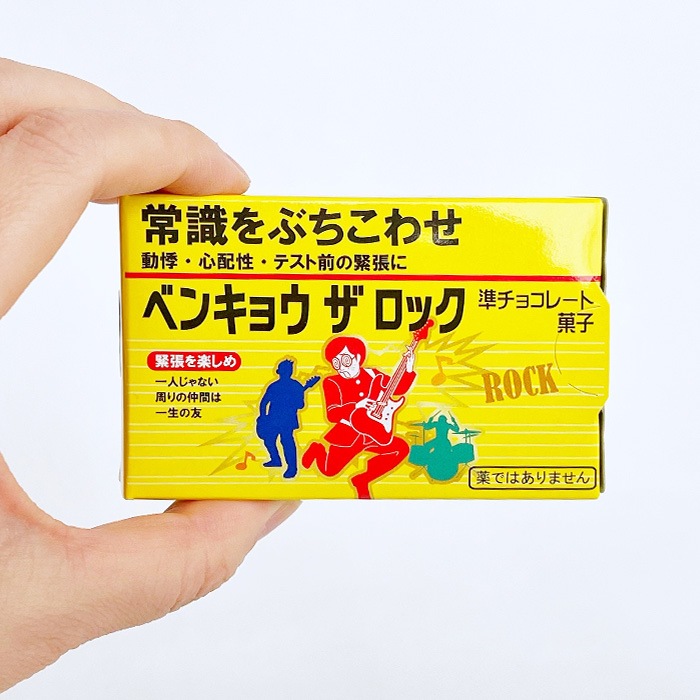 常識をぶちこわせ
動悸・心配性・テスト前の緊張に
ベンキョウ ザ ロック
準チョコレート
菓子
緊張を楽しめ
一人じゃない
周りの仲間は
一生の友
ROCK
薬ではありません